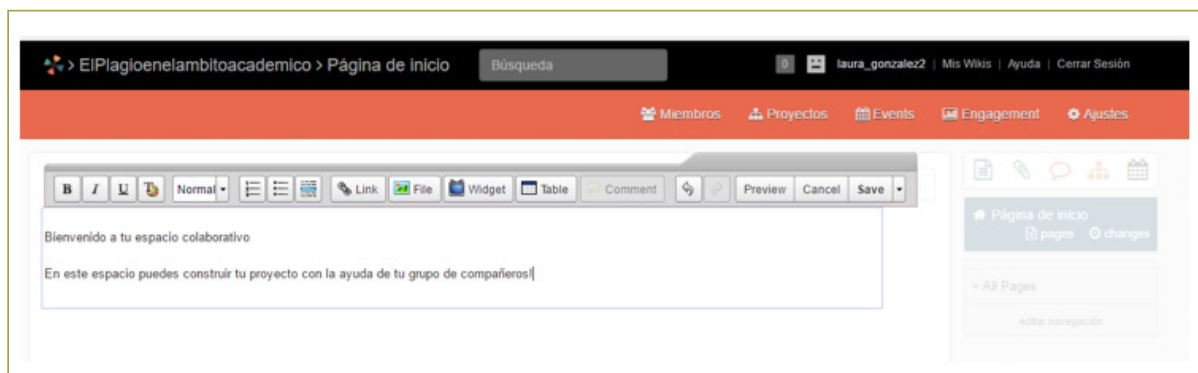 > ElPlagioenelambitoacademico > Página de inicio Búsqueda 0 laura_gonzalez2 | Mis Wikis | Ayuda | Cerrar Sesión
Miembros Proyectos Events Engagement Ajustes
B I U Normal Link File Widget Table Comment Preview Cancel Save
Página de inicio
pages changes
Bienvenido a tu espacio colaborativo
En este espacio puedes construir tu proyecto con la ayuda de tu grupo de compañeros!
All Pages
editar navegación